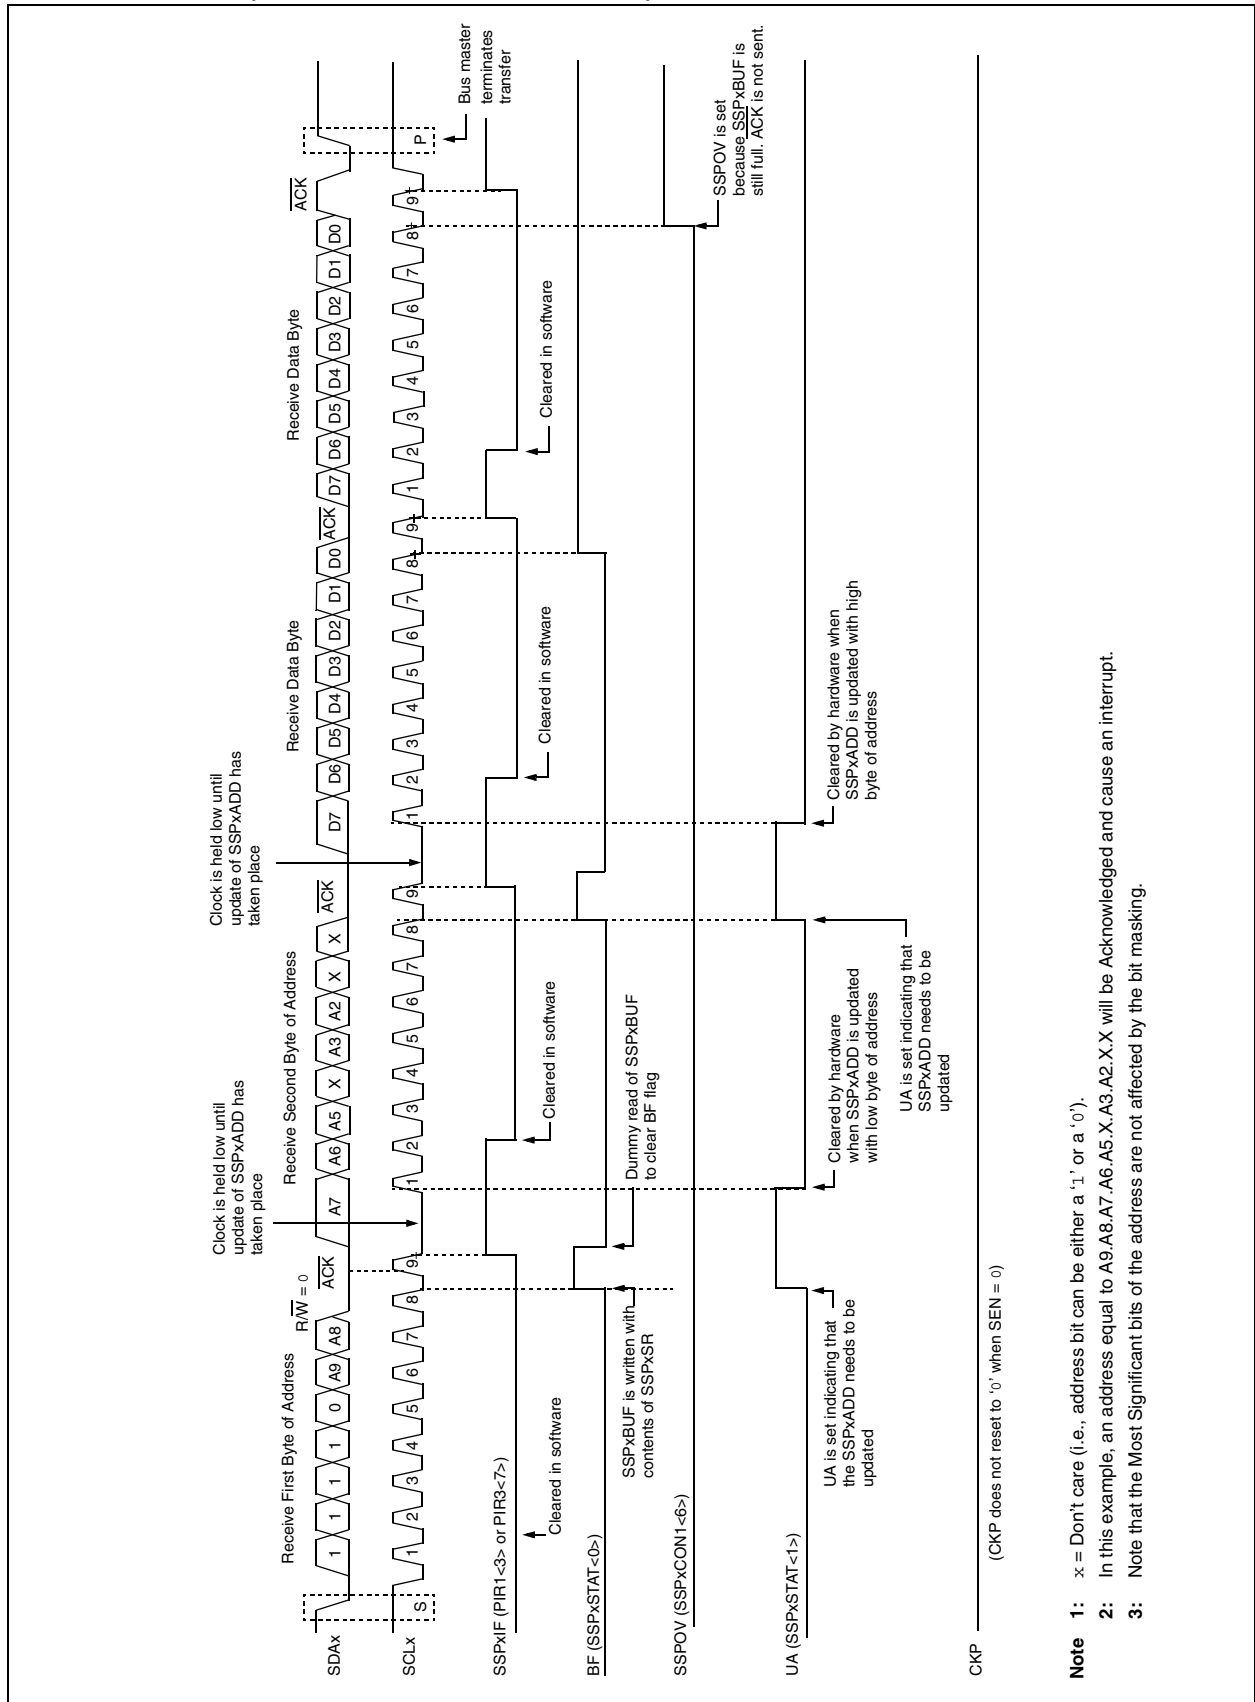 Receive First Byte of Address
R/W = 0
ACK
Receive Second Byte of Address
ACK
Clock is held low until
update of SSPxADD has
taken place
Clock is held low until
update of SSPxADD has
taken place
Receive Data Byte
ACK
Receive Data Byte
ACK
SDAx
1 1 1 1 0 A9 A8
A7 A6 A5 X A3 A2 X X
D7 D6 D5 D4 D3 D2 D1 D0
D7 D6 D5 D4 D3 D2 D1 D0
SCLx
S
1 2 3 4 5 6 7 8 9
1 2 3 4 5 6 7 8 9
1 2 3 4 5 6 7 8 9
1 2 3 4 5 6 7 8 9
P
Bus master
terminates
transfer
SSPxIF (PIR1<3> or PIR3<7>)
Cleared in software
Cleared in software
Cleared in software
Cleared in software
BF (SSPxSTAT<0>)
SSPxBUF is written with
contents of SSPxSR
Dummy read of SSPxBUF
to clear BF flag
SSPOV (SSPxCON1<6>)
SSPOV is set
because SSPxBUF is
still full. ACK is not sent.
UA (SSPxSTAT<1>)
UA is set indicating that
the SSPxADD needs to be
updated
Cleared by hardware
when SSPxADD is updated
with low byte of address
UA is set indicating that
SSPxADD needs to be
updated
Cleared by hardware when
SSPxADD is updated with high
byte of address
CKP
(CKP does not reset to ‘0’ when SEN = 0)
Note 1: x = Don’t care (i.e., address bit can be either a ‘1’ or a ‘0’).
2: In this example, an address equal to A9.A8.A7.A6.A5.X.A3.A2.X.X will be Acknowledged and cause an interrupt.
3: Note that the Most Significant bits of the address are not affected by the bit masking.